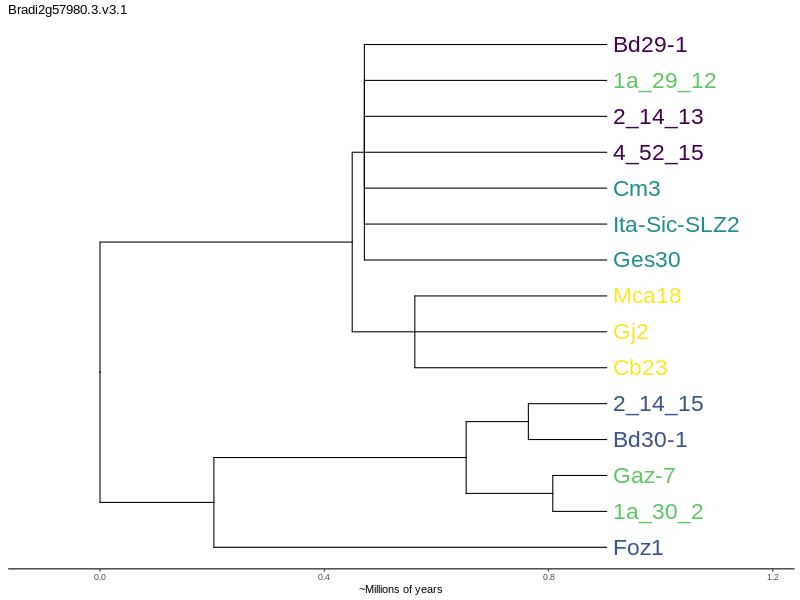 Bradi2g57980.3.v3.1
Bd29-1
1a_29_12
2_14_13
4_52_15
Cm3
Ita-Sic-SLZ2
Ges30
Mca18
Gj2
Cb23
2_14_15
Bd30-1
Gaz-7
1a_30_2
Foz1
0.0 0.4 0.8 1.2
~Millions of years